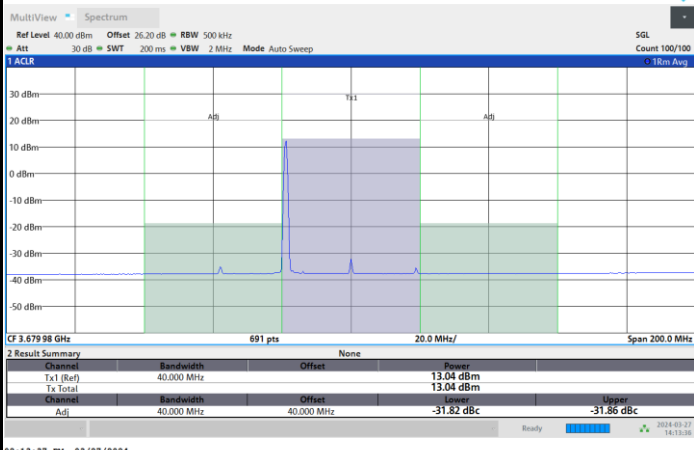 MultiView Spectrum
Ref Level 40.00 dBm Offset 26.20 dB RBW 500 kHz SGL
Att 30 dB SWT 200 ms VBW 2 MHz Mode Auto Sweep Count 100/100
1 ACLR 1Rm Avg
30 dBm
Tx1
20 dBm
Adj Adj
10 dBm
0 dBm
-10 dBm
-20 dBm
-30 dBm
-40 dBm
-50 dBm
CF 3.67998 GHz 691 pts 20.0 MHz/ Span 200.0 MHz
2 Result Summary None
Channel Bandwidth Offset Power
Tx1 (Ref) 40.000 MHz 13.04 dBm
Tx Total 13.04 dBm
Channel Bandwidth Offset Lower Upper
Adj 40.000 MHz 40.000 MHz -31.82 dBc -31.86 dBc
Ready 2024-03-27
14:13:36